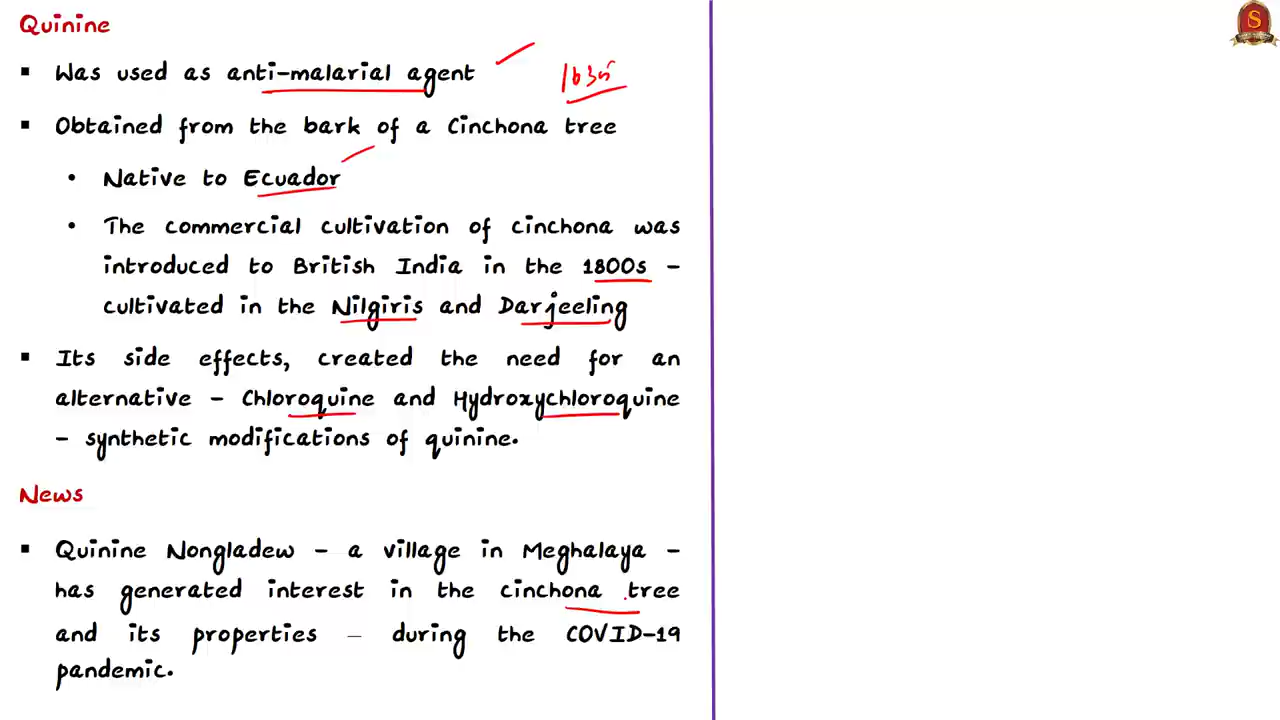 Quinine
▪ Was used as anti-malarial agent
1635
▪ Obtained from the bark of a Cinchona tree
• Native to Ecuador
• The commercial cultivation of cinchona was
introduced to British India in the 1800s –
cultivated in the Nilgiris and Darjeeling
▪ Its side effects, created the need for an
alternative – Chloroquine and Hydroxychloroquine
– synthetic modifications of quinine.
News
▪ Quinine Nongladew – a village in Meghalaya –
has generated interest in the cinchona tree
and its properties – during the COVID-19
pandemic.
S